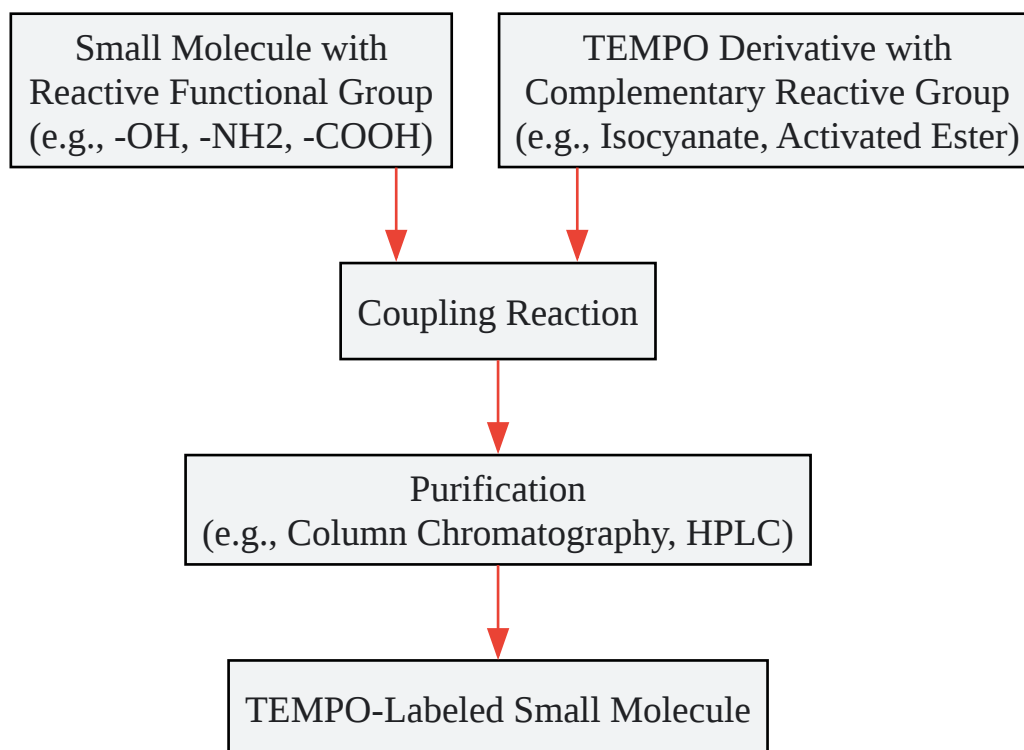 Small Molecule with
Reactive Functional Group
(e.g., -OH, -NH2, -COOH)
TEMPO Derivative with
Complementary Reactive Group
(e.g., Isocyanate, Activated Ester)
Coupling Reaction
Purification
(e.g., Column Chromatography, HPLC)
TEMPO-Labeled Small Molecule